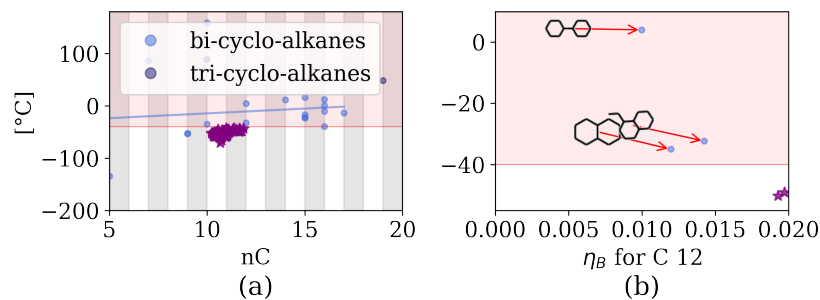 100
0
−100
−200
[°C]
bi-cyclo-alkanes
tri-cyclo-alkanes
5
10
15
20
nC
(a)
0
−20
−40
0.000
0.005
0.010
0.015
0.020
η_B for C 12
(b)